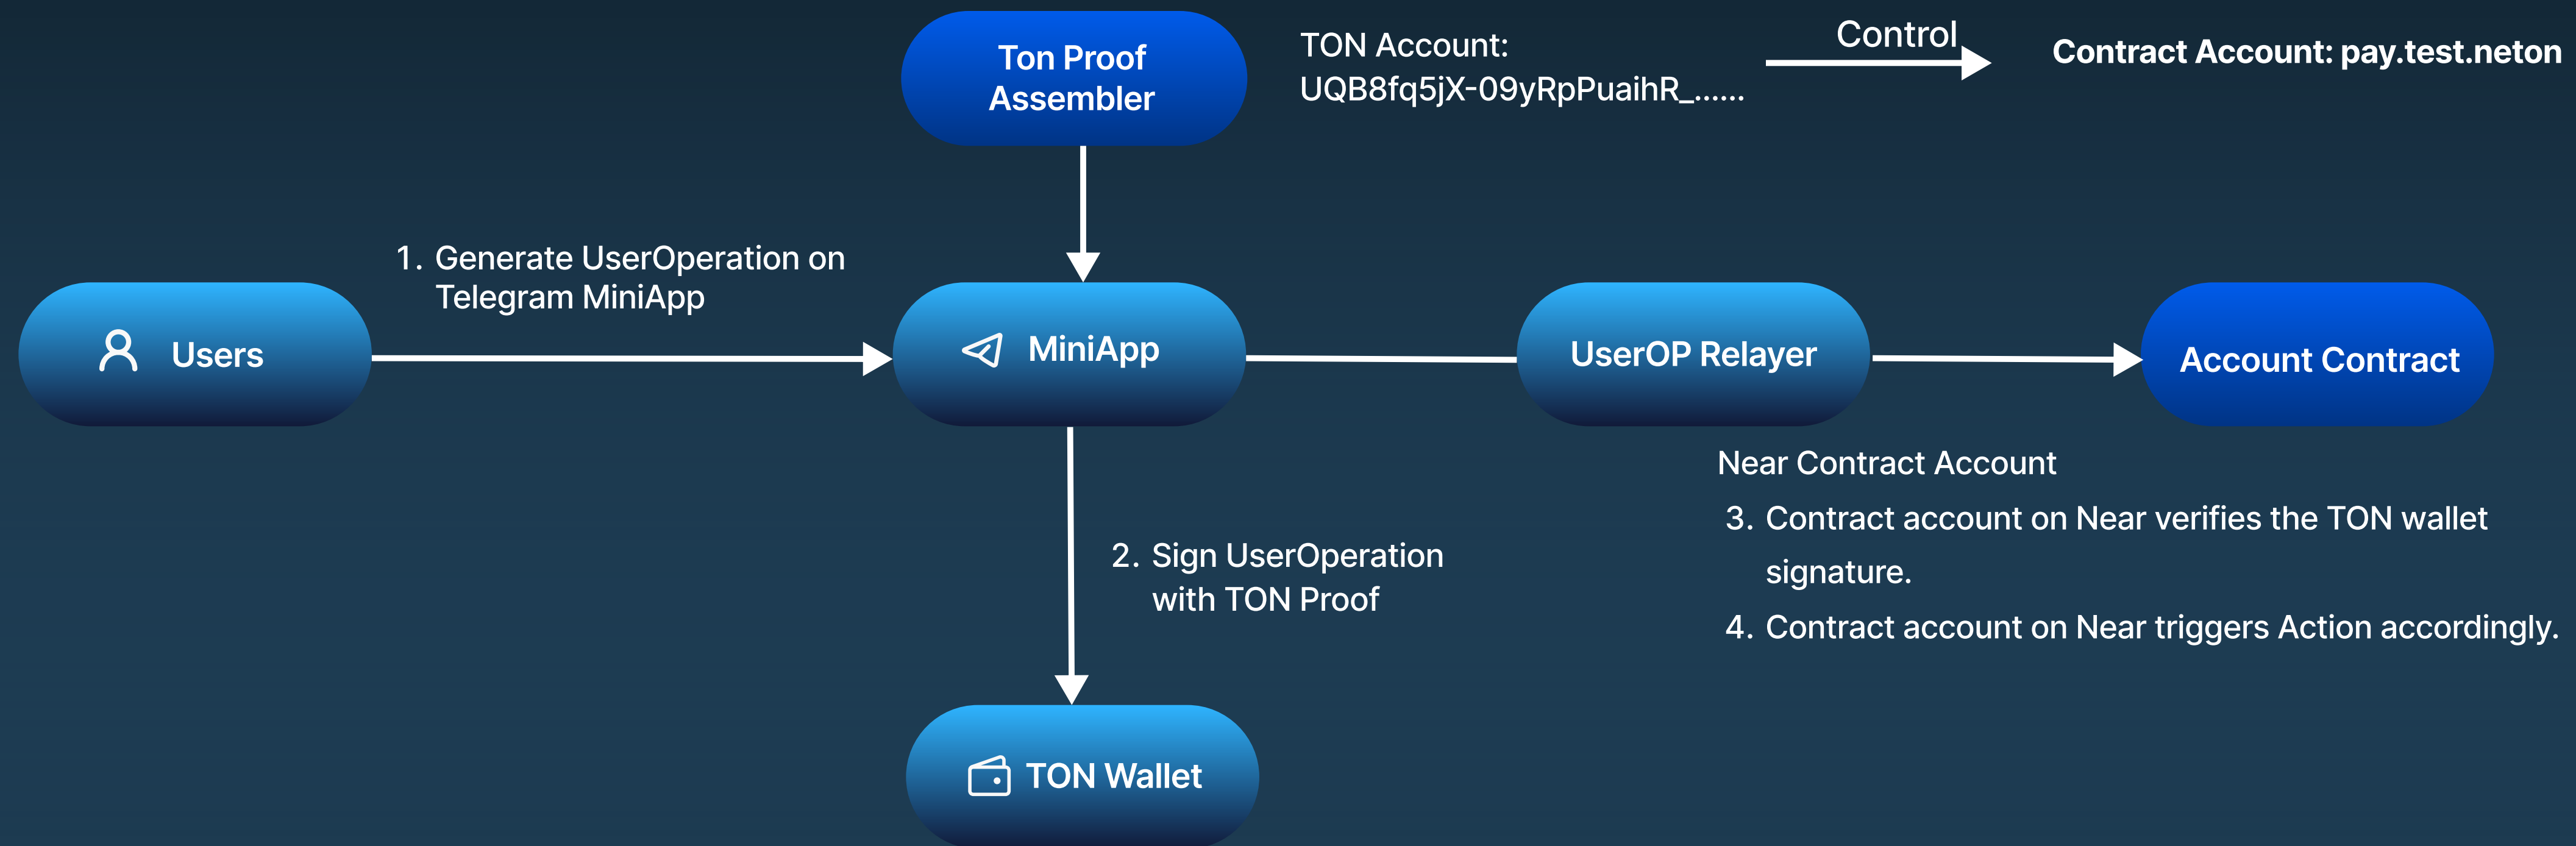 Ton Proof
Assembler
TON Account:
UQB8fq5jX-09yRpPuaihR_......
Control
Contract Account: pay.test.neton
1. Generate UserOperation on
Telegram MiniApp
Users
MiniApp
UserOP Relayer
Account Contract
Near Contract Account
3. Contract account on Near verifies the TON wallet
signature.
4. Contract account on Near triggers Action accordingly.
2. Sign UserOperation
with TON Proof
TON Wallet